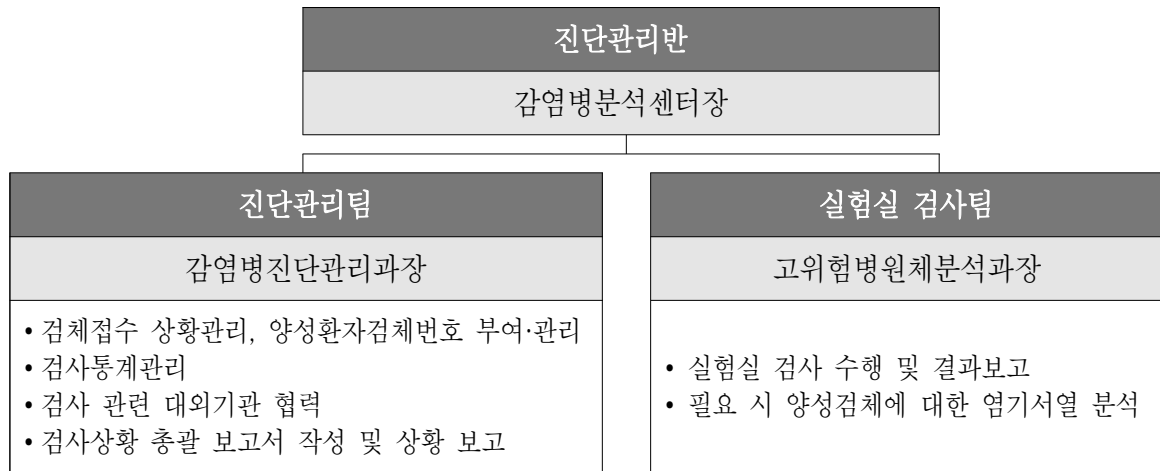 진단관리반
감염병분석센터장
진단관리팀
감염병진단관리과장
• 검체접수 상황관리, 양성환자검체번호 부여·관리
• 검사통계관리
• 검사 관련 대외기관 협력
• 검사상황 총괄 보고서 작성 및 상황 보고
실험실 검사팀
고위험병원체분석과장
• 실험실 검사 수행 및 결과보고
• 필요 시 양성검체에 대한 염기서열 분석